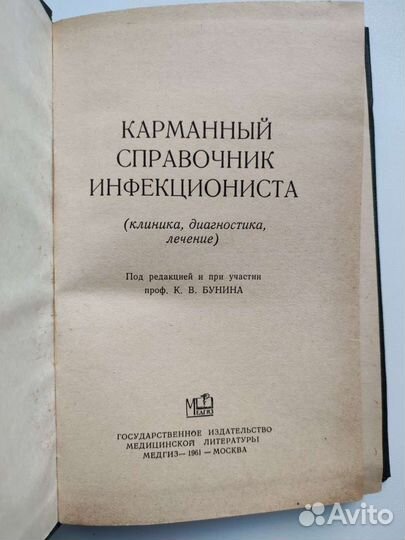 КАРМАННЫЙ
СПРАВОЧНИК
ИНФЕКЦИОНИСТА
(клиника, диагностика,
лечение)
Под редакцией и при участии
проф. К. В. БУНИНА
МЕДГИЗ
ГОСУДАРСТВЕННОЕ ИЗДАТЕЛЬСТВО
МЕДИЦИНСКОЙ ЛИТЕРАТУРЫ
МЕДГИЗ — 1961 — МОСКВА
Avito